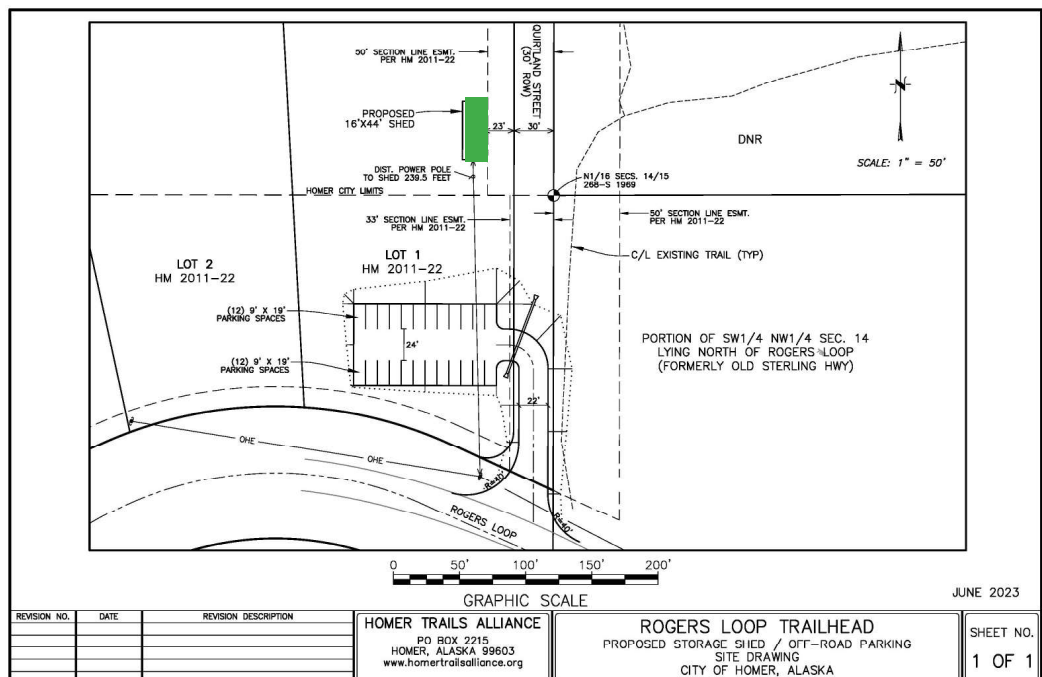 50' SECTION LINE ESMT.
PER HM 2011-22
QUIRTLAND STREET
(30' ROW)
PROPOSED
16'X44' SHED
23'
30'
DNR
N
SCALE: 1" = 50'
DIST. POWER POLE
TO SHED 239.5 FEET
HOMER CITY LIMITS
N1/16 SECS. 14/15
268-S 1969
33' SECTION LINE ESMT.
PER HM 2011-22
50' SECTION LINE ESMT.
PER HM 2011-22
C/L EXISTING TRAIL (TYP)
LOT 2
HM 2011-22
LOT 1
HM 2011-22
(12) 9' X 19'
PARKING SPACES
24'
(12) 9' X 19'
PARKING SPACES
PORTION OF SW1/4 NW1/4 SEC. 14
LYING NORTH OF ROGERS LOOP
(FORMERLY OLD STERLING HWY)
22'
OHE
OHE
R=40'
R=40'
ROGERS LOOP
0 50' 100' 150' 200'
GRAPHIC SCALE
JUNE 2023
REVISION NO. DATE REVISION DESCRIPTION
HOMER TRAILS ALLIANCE
PO BOX 2215
HOMER, ALASKA 99603
www.homertrailsalliance.org
ROGERS LOOP TRAILHEAD
PROPOSED STORAGE SHED / OFF-ROAD PARKING
SITE DRAWING
CITY OF HOMER, ALASKA
SHEET NO.
1 OF 1